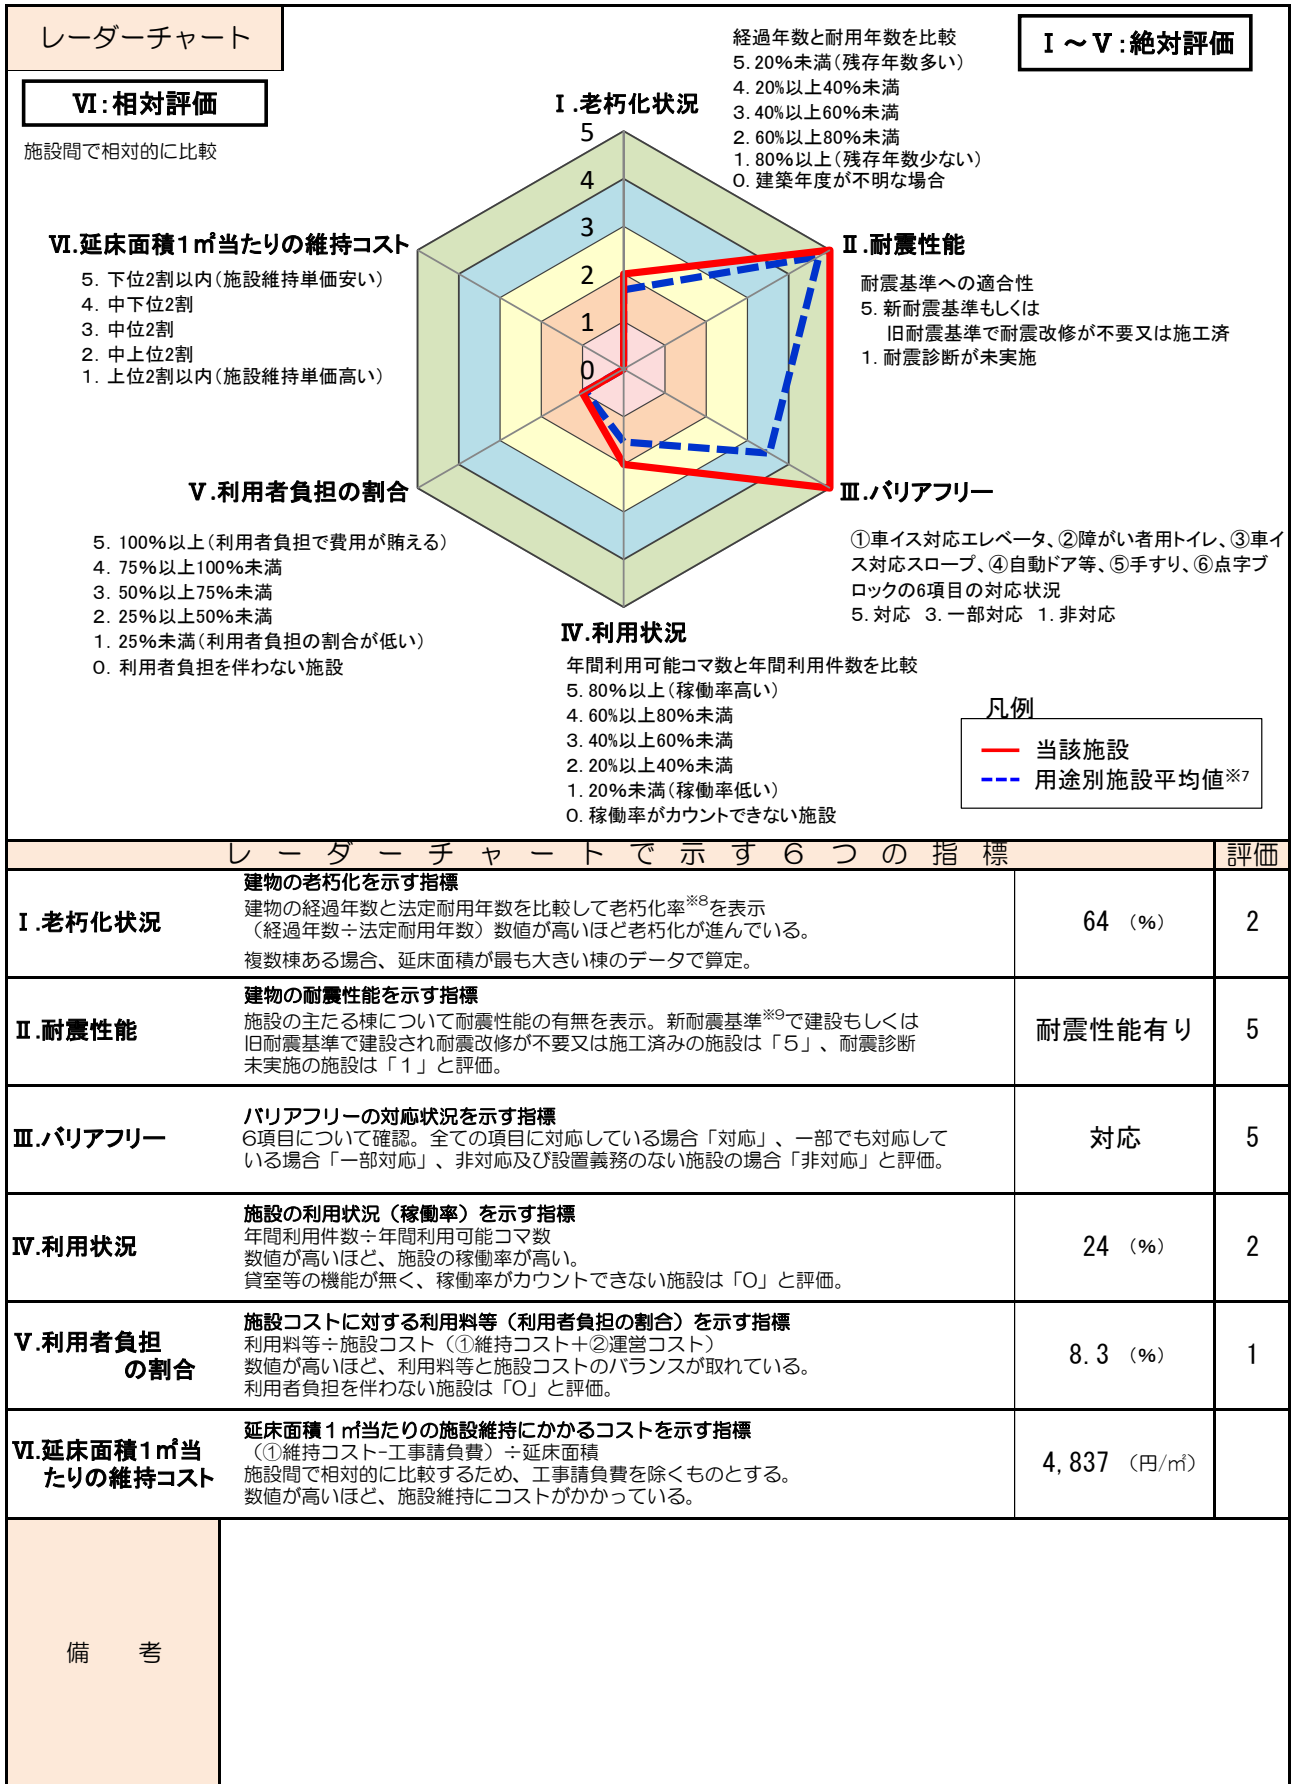 レーダーチャート
Ⅰ～Ⅴ:絶対評価
Ⅵ:相対評価
施設間で相対的に比較
Ⅰ.老朽化状況
経過年数と耐用年数を比較
5.20%未満(残存年数多い)
4.20%以上40%未満
3.40%以上60%未満
2.60%以上80%未満
1.80%以上(残存年数少ない)
0.建築年度が不明な場合
5
4
3
2
1
0
Ⅱ.耐震性能
耐震基準への適合性
5.新耐震基準もしくは
旧耐震基準で耐震改修が不要又は施工済
1.耐震診断が未実施
Ⅵ.延床面積1㎡当たりの維持コスト
5.下位2割以内(施設維持単価安い)
4.中下位2割
3.中位2割
2.中上位2割
1.上位2割以内(施設維持単価高い)
Ⅲ.バリアフリー
①車イス対応エレベータ、②障がい者用トイレ、③車イ
ス対応スロープ、④自動ドア等、⑤手すり、⑥点字ブ
ロックの6項目の対応状況
5.対応 3.一部対応 1.非対応
Ⅴ.利用者負担の割合
5.100%以上(利用者負担で費用が賄える)
4.75%以上100%未満
3.50%以上75%未満
2.25%以上50%未満
1.25%未満(利用者負担の割合が低い)
0.利用者負担を伴わない施設
Ⅳ.利用状況
年間利用可能コマ数と年間利用件数を比較
5.80%以上(稼働率高い)
4.60%以上80%未満
3.40%以上60%未満
2.20%以上40%未満
1.20%未満(稼働率低い)
0.稼働率がカウントできない施設
凡例
当該施設
用途別施設平均値※7
レーダーチャートで示す6つの指標 評価
Ⅰ.老朽化状況
建物の老朽化を示す指標
建物の経過年数と法定耐用年数を比較して老朽化率※8を表示
(経過年数÷法定耐用年数)数値が高いほど老朽化が進んでいる。
複数棟ある場合、延床面積が最も大きい棟のデータで算定。
64 (%) 2
Ⅱ.耐震性能
建物の耐震性能を示す指標
施設の主たる棟について耐震性能の有無を表示。新耐震基準※9で建設もしくは
旧耐震基準で建設され耐震改修が不要又は施工済みの施設は「5」、耐震診断
未実施の施設は「1」と評価。
耐震性能有り 5
Ⅲ.バリアフリー
バリアフリーの対応状況を示す指標
6項目について確認。全ての項目に対応している場合「対応」、一部でも対応して
いる場合「一部対応」、非対応及び設置義務のない施設の場合「非対応」と評価。
対応 5
Ⅳ.利用状況
施設の利用状況(稼働率)を示す指標
年間利用件数÷年間利用可能コマ数
数値が高いほど、施設の稼働率が高い。
貸室等の機能が無く、稼働率がカウントできない施設は「0」と評価。
24 (%) 2
Ⅴ.利用者負担
の割合
施設コストに対する利用料等(利用者負担の割合)を示す指標
利用料等÷施設コスト(①維持コスト+②運営コスト)
数値が高いほど、利用料等と施設コストのバランスが取れている。
利用者負担を伴わない施設は「0」と評価。
8.3 (%) 1
Ⅵ.延床面積1㎡当
たりの維持コスト
延床面積1㎡当たりの施設維持にかかるコストを示す指標
(①維持コスト-工事請負費)÷延床面積
施設間で相対的に比較するため、工事請負費を除くものとする。
数値が高いほど、施設維持にコストがかかっている。
4,837 (円/㎡)
備 考